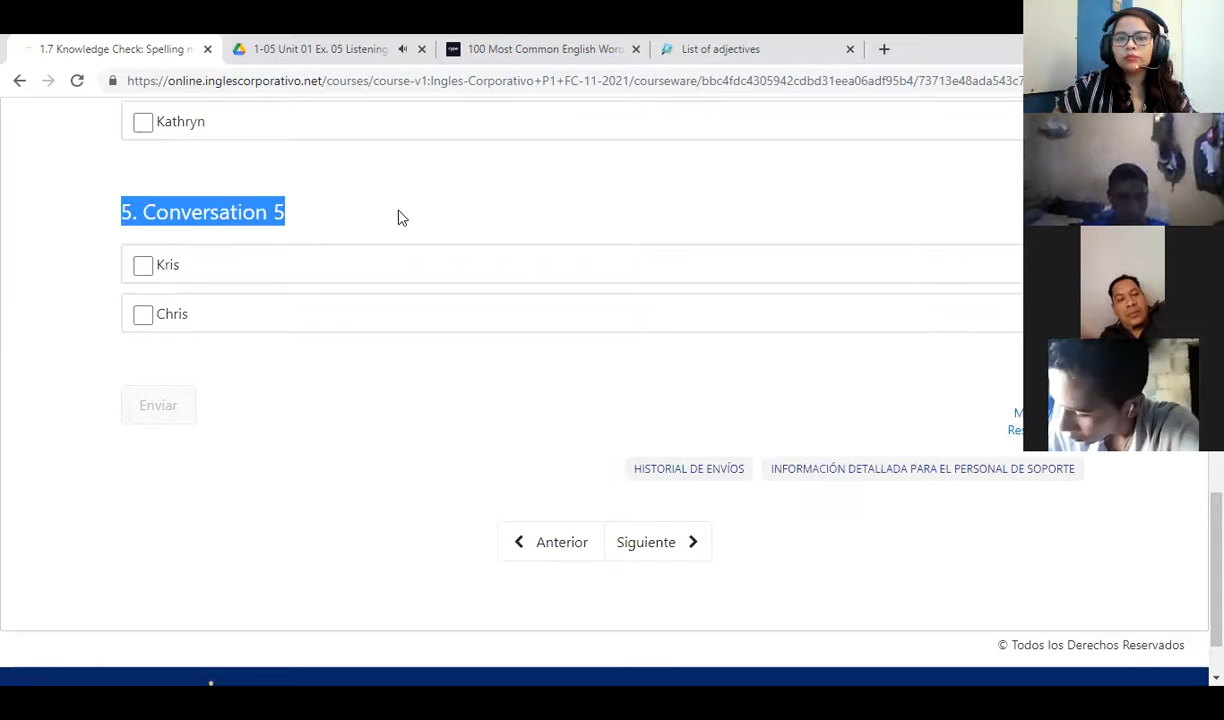 1.7 Knowledge Check: Spelling n
1-05 Unit 01 Ex. 05 Listening
100 Most Common English Wor
List of adjectives
https://online.inglescorporativo.net/courses/course-v1:Ingles-Corporativo+P1+FC-11-2021/courseware/bbc4fdc4305942cdbd31eea06adf95b4/73713e48ada543c7
Kathryn
5. Conversation 5
Kris
Chris
Enviar
HISTORIAL DE ENVÍOS
INFORMACIÓN DETALLADA PARA EL PERSONAL DE SOPORTE
Anterior
Siguiente
© Todos los Derechos Reservados